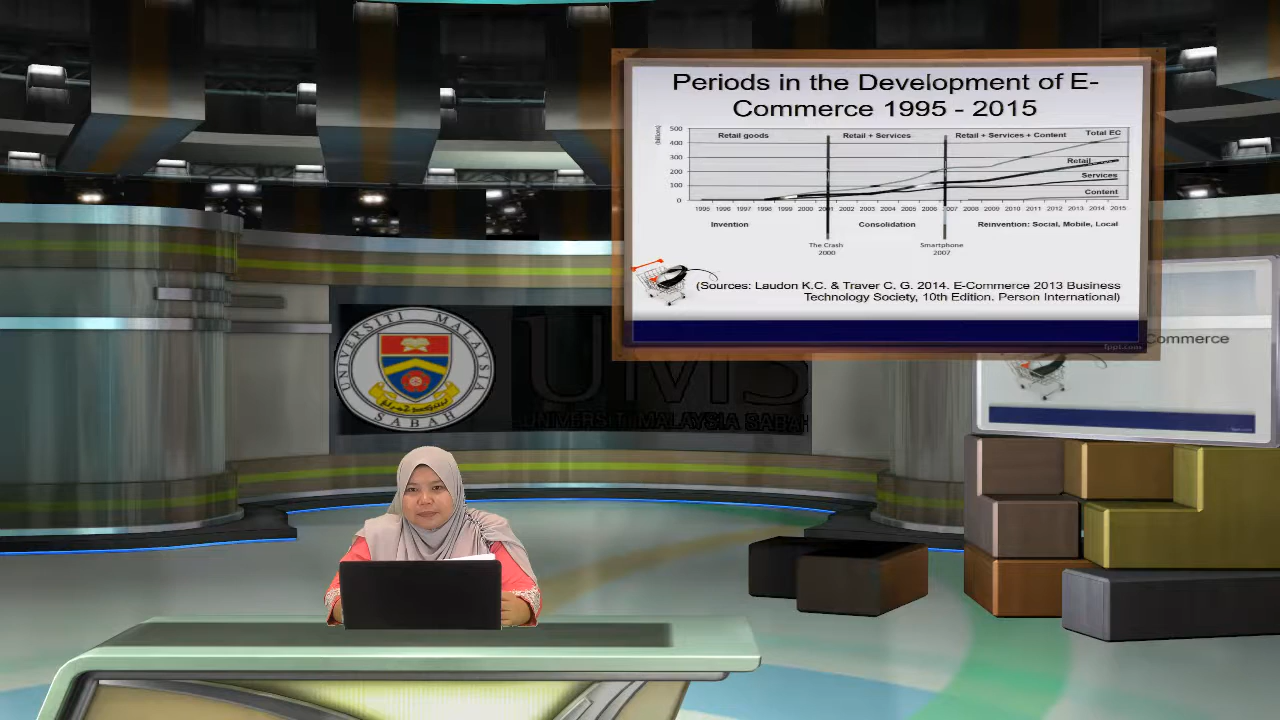 Periods in the Development of E-
Commerce 1995 - 2015
(Billions)
500
400
300
200
100
0
Retail goods
Retail + Services
Retail + Services + Content
Total EC
Retail
Services
Content
1995 1996 1997 1998 1999 2000 2001 2002 2003 2004 2005 2006 2007 2008 2009 2010 2011 2012 2013 2014 2015
Invention
Consolidation
Reinvention: Social, Mobile, Local
The Crash
2000
Smartphone
2007
(Sources: Laudon K.C. & Traver C. G. 2014. E-Commerce 2013 Business
Technology Society, 10th Edition. Person International)
fppt.com
Commerce
UNIVERSITI MALAYSIA
SABAH
UMS
UNIVERSITI MALAYSIA SABAH